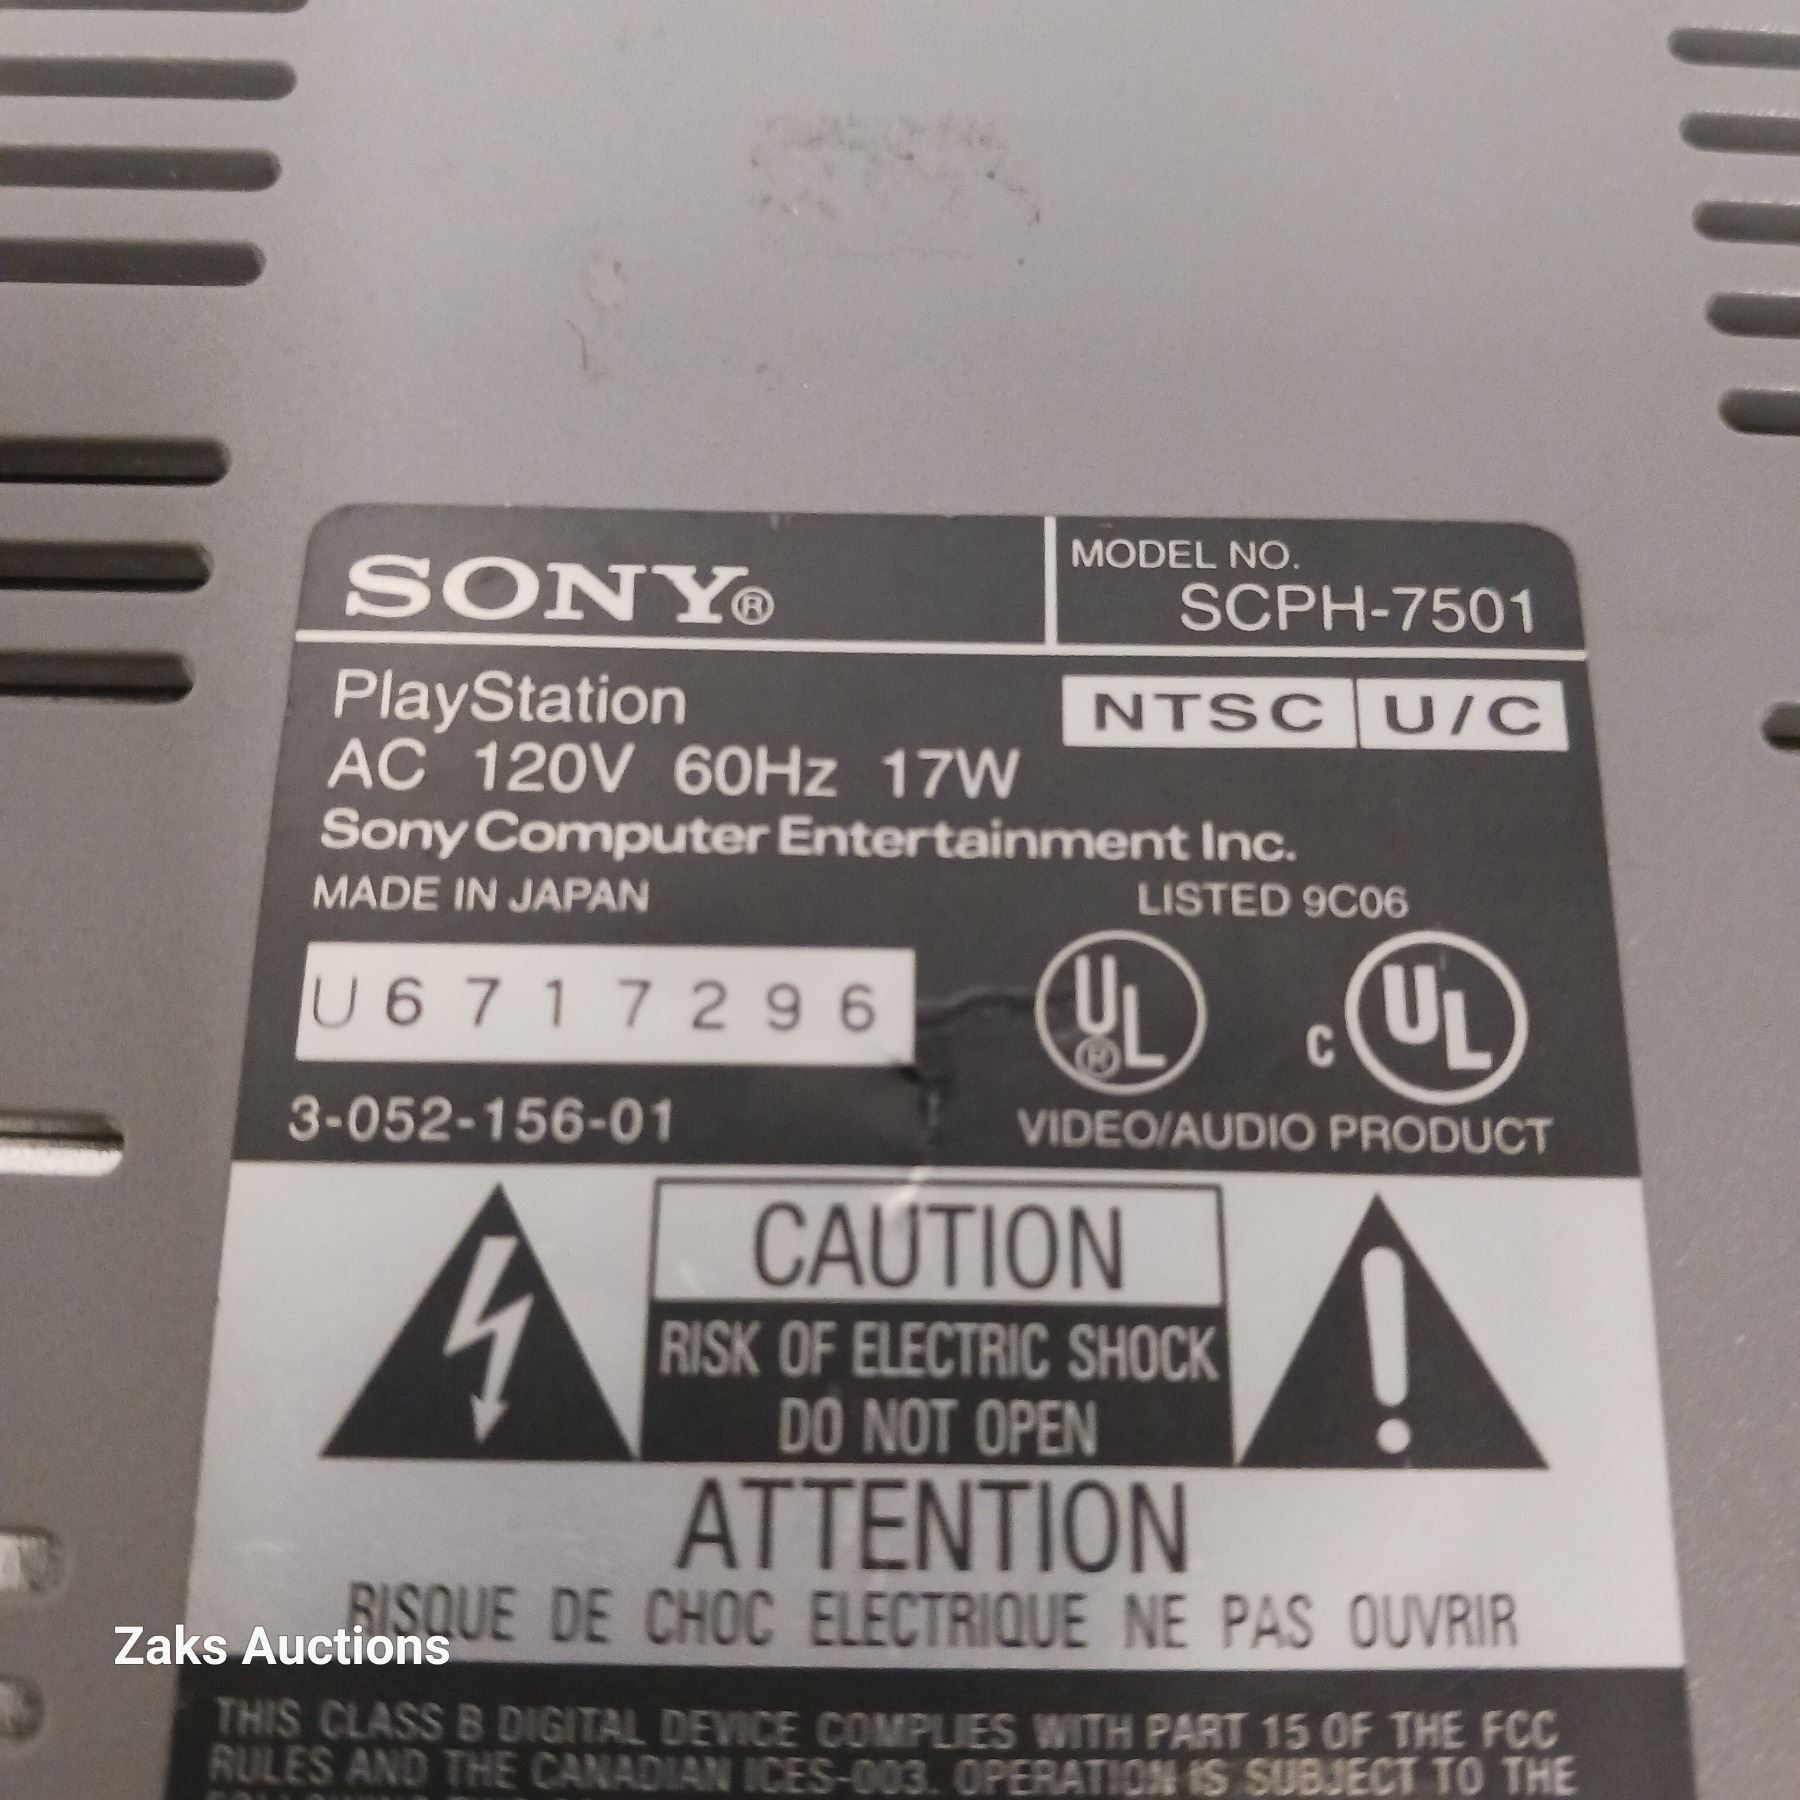 SONY®
MODEL NO.
SCPH-7501
PlayStation
NTSC U/C
AC 120V 60Hz 17W
Sony Computer Entertainment Inc.
MADE IN JAPAN
LISTED 9C06
U6717296
UL®
C UL
3-052-156-01
VIDEO/AUDIO PRODUCT
CAUTION
RISK OF ELECTRIC SHOCK
DO NOT OPEN
ATTENTION
RISQUE DE CHOC ELECTRIQUE NE PAS OUVRIR
Zaks Auctions
THIS CLASS B DIGITAL DEVICE COMPLIES WITH PART 15 OF THE FCC
RULES AND THE CANADIAN ICES-003. OPERATION IS SUBJECT TO THE